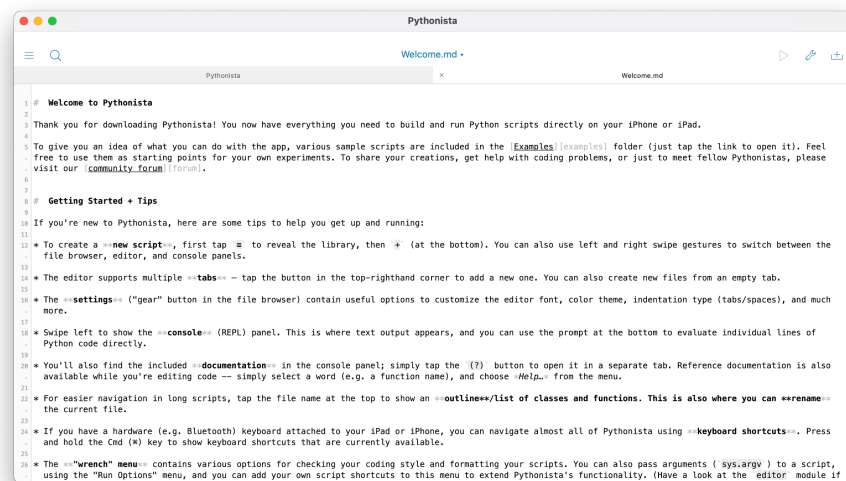 Pythonista
Welcome.md
Pythonista × Welcome.md
1 # Welcome to Pythonista
2
3 Thank you for downloading Pythonista! You now have everything you need to build and run Python scripts directly on your iPhone or iPad.
4
5 To give you an idea of what you can do with the app, various sample scripts are included in the [Examples][examples] folder (just tap the link to open it). Feel
free to use them as starting points for your own experiments. To share your creations, get help with coding problems, or just to meet fellow Pythonistas, please
visit our [community forum][forum].
6
7
8 # Getting Started + Tips
9
10 If you're new to Pythonista, here are some tips to help you get up and running:
11
12 * To create a **new script**, first tap `≡` to reveal the library, then `+` (at the bottom). You can also use left and right swipe gestures to switch between the
file browser, editor, and console panels.
13
14 * The editor supports multiple **tabs** – tap the button in the top-righthand corner to add a new one. You can also create new files from an empty tab.
15
16 * The **settings** ("gear" button in the file browser) contain useful options to customize the editor font, color theme, indentation type (tabs/spaces), and much
more.
17
18 * Swipe left to show the **console** (REPL) panel. This is where text output appears, and you can use the prompt at the bottom to evaluate individual lines of
Python code directly.
19
20 * You'll also find the included **documentation** in the console panel; simply tap the `(?)` button to open it in a separate tab. Reference documentation is also
available while you're editing code -- simply select a word (e.g. a function name), and choose *Help…* from the menu.
21
22 * For easier navigation in long scripts, tap the file name at the top to show an **outline**/list of classes and functions. This is also where you can **rename**
the current file.
23
24 * If you have a hardware (e.g. Bluetooth) keyboard attached to your iPad or iPhone, you can navigate almost all of Pythonista using **keyboard shortcuts**. Press
and hold the Cmd (⌘) key to show keyboard shortcuts that are currently available.
25
26 * The **"wrench" menu** contains various options for checking your coding style and formatting your scripts. You can also pass arguments (`sys.argv`) to a script,
using the "Run Options" menu, and you can add your own script shortcuts to this menu to extend Pythonista's functionality. (Have a look at the `editor` module if